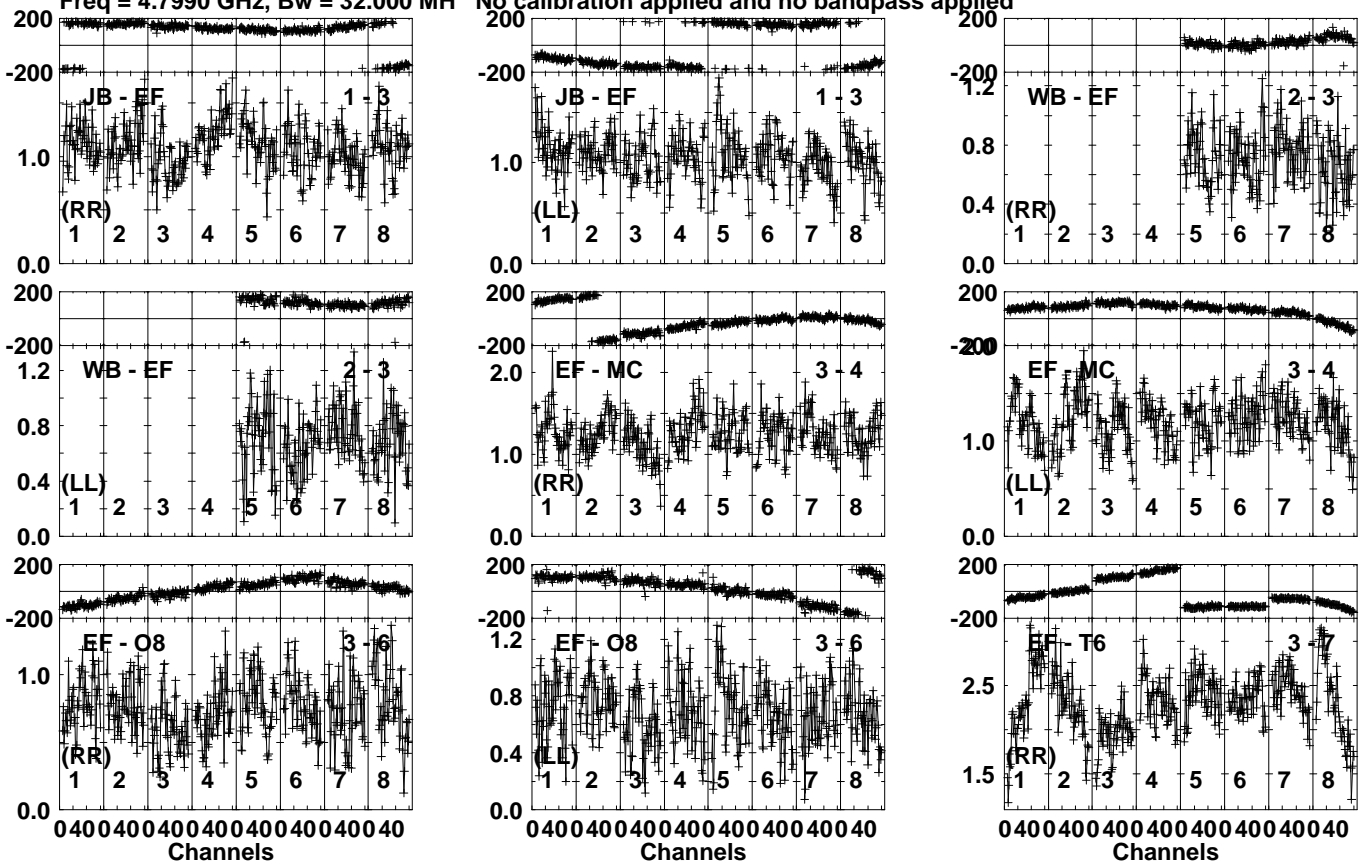 Freq = 4.7990 GHz, Bw = 32.000 MH No calibration applied and no bandpass applied
200
-200
JB - EF 1 - 3
1.0
(RR)
1 2 3 4 5 6 7 8
0.0
200
-200
JB - EF 1 - 3
1.0
(LL)
1 2 3 4 5 6 7 8
0.0
200
-200
1.2
WB - EF 2 - 3
0.8
0.4
(RR)
1 2 3 4 5 6 7 8
0.0
200
-200
1.2
WB - EF 2 - 3
0.8
0.4
(LL)
1 2 3 4 5 6 7 8
0.0
200
-200
2.0
EF - MC 3 - 4
1.0
(RR)
1 2 3 4 5 6 7 8
0.0
200
-200
2.0
EF - MC 3 - 4
1.0
(LL)
1 2 3 4 5 6 7 8
0.0
200
-200
EF - O8 3 - 6
1.0
(RR)
1 2 3 4 5 6 7 8
0.0
0 40 0 40 0 40 0 40 0 40 0 40 0 40 0 40
Channels
200
-200
1.2
EF - O8 3 - 6
0.8
0.4
(LL)
1 2 3 4 5 6 7 8
0.0
0 40 0 40 0 40 0 40 0 40 0 40 0 40 0 40
Channels
200
-200
EF - T6 3 - 7
2.5
(RR)
1.5
1 2 3 4 5 6 7 8
0 40 0 40 0 40 0 40 0 40 0 40 0 40 0 40
Channels